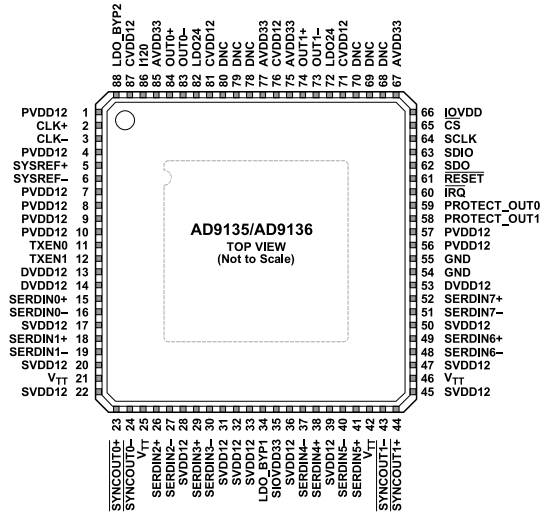 88 LDO_BYP2
87 CVDD12
86 I120
85 AVDD33
84 OUT0+
83 OUT0–
82 LDO24
81 CVDD12
80 DNC
79 DNC
78 DNC
77 AVDD33
76 CVDD12
75 AVDD33
74 OUT1+
73 OUT1–
72 LDO24
71 CVDD12
70 DNC
69 DNC
68 DNC
67 AVDD33
PVDD12 1
CLK+ 2
CLK– 3
PVDD12 4
SYSREF+ 5
SYSREF– 6
PVDD12 7
PVDD12 8
PVDD12 9
PVDD12 10
TXEN0 11
TXEN1 12
DVDD12 13
DVDD12 14
SERDIN0+ 15
SERDIN0– 16
SVDD12 17
SERDIN1+ 18
SERDIN1– 19
SVDD12 20
VTT 21
SVDD12 22
AD9135/AD9136
TOP VIEW
(Not to Scale)
66 IOVDD
65 CS
64 SCLK
63 SDIO
62 SDO
61 RESET
60 IRQ
59 PROTECT_OUT0
58 PROTECT_OUT1
57 PVDD12
56 PVDD12
55 GND
54 GND
53 DVDD12
52 SERDIN7+
51 SERDIN7–
50 SVDD12
49 SERDIN6+
48 SERDIN6–
47 SVDD12
46 VTT
45 SVDD12
SYNCOUT0+ 23
SYNCOUT0– 24
VTT 25
SERDIN2+ 26
SERDIN2– 27
SVDD12 28
SERDIN3+ 29
SERDIN3– 30
SVDD12 31
SVDD12 32
SVDD12 33
LDO_BYP1 34
SIOVDD33 35
SVDD12 36
SERDIN4– 37
SERDIN4+ 38
SVDD12 39
SERDIN5– 40
SERDIN5+ 41
VTT 42
SYNCOUT1– 43
SYNCOUT1+ 44